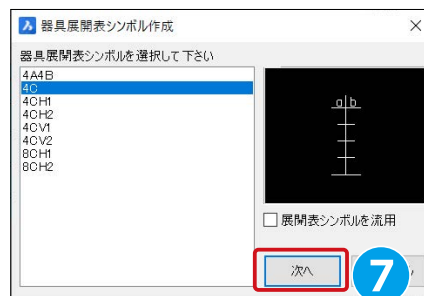 器具展開表シンボル作成
器具展開表シンボルを選択して下さい
4A4B
4C
4CH1
4CH2
4CV1
4CV2
8CH1
8CH2
a b
展開表シンボルを流用
次へ
7